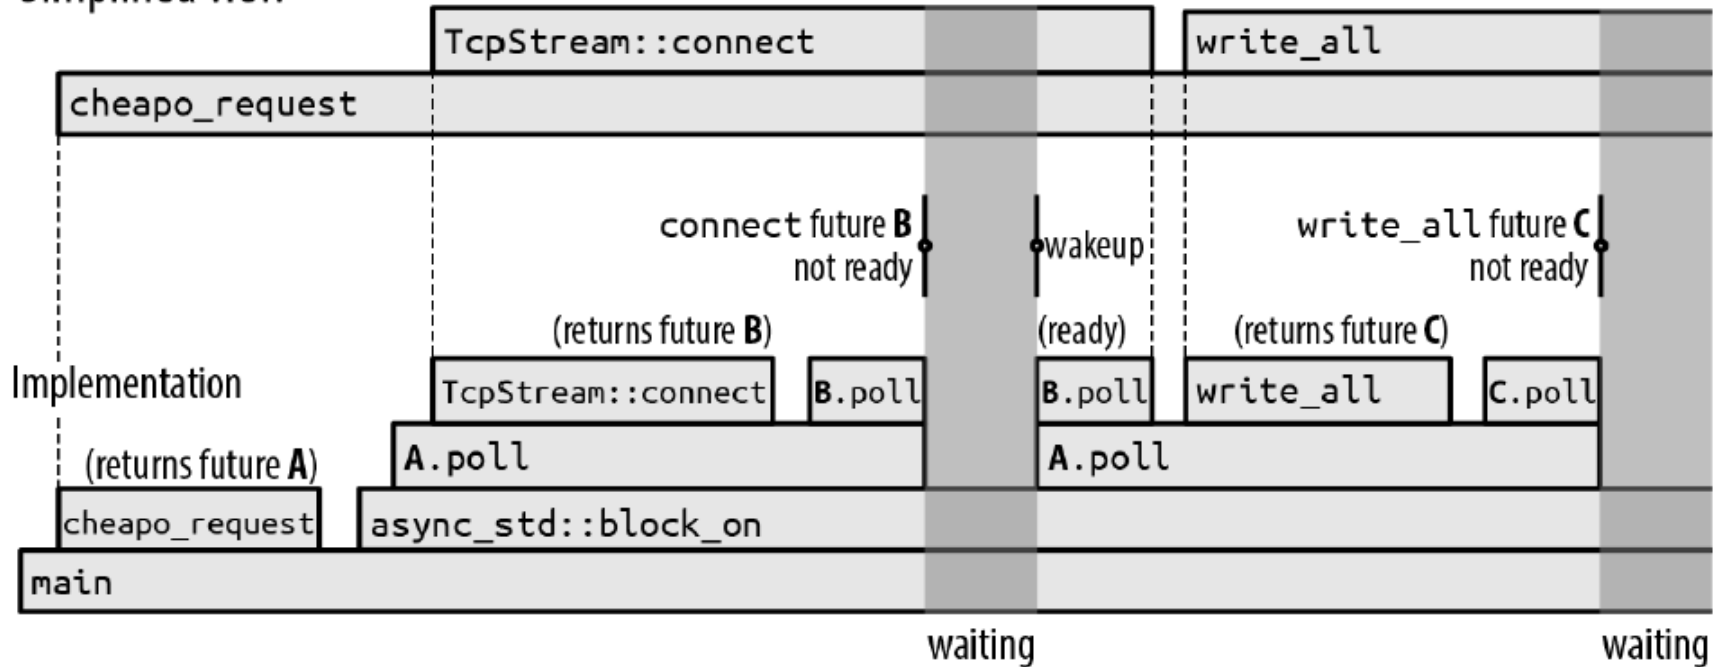 TcpStream::connect
write_all
cheapo_request
connect future B
not ready
wakeup
write_all future C
not ready
(returns future B)
(ready)
(returns future C)
Implementation
TcpStream::connect
B.poll
B.poll
write_all
C.poll
(returns future A)
A.poll
A.poll
cheapo_request
async_std::block_on
main
waiting
waiting